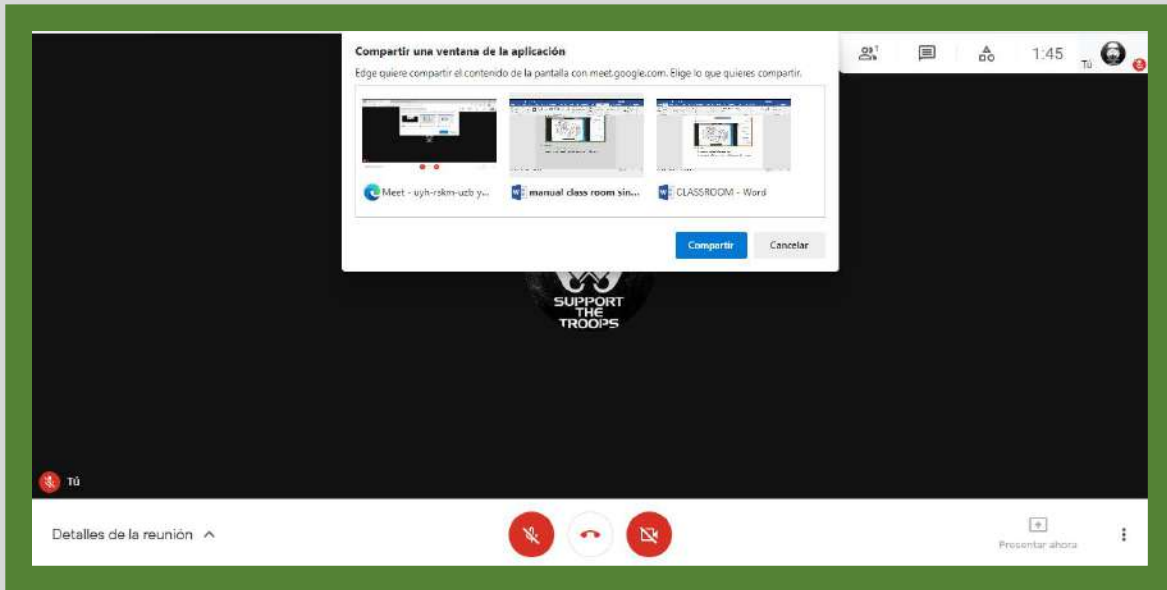 Compartir una ventana de la aplicación
Edge quiere compartir el contenido de la pantalla con meet.google.com. Elige lo que quieres compartir.
Meet - uyh-rskm-uzb y...
manual class room sin...
CLASSROOM - Word
Compartir
Cancelar
1
1:45
Tú
SUPPORT
THE
TROOPS
Tú
Detalles de la reunión
Presentar ahora